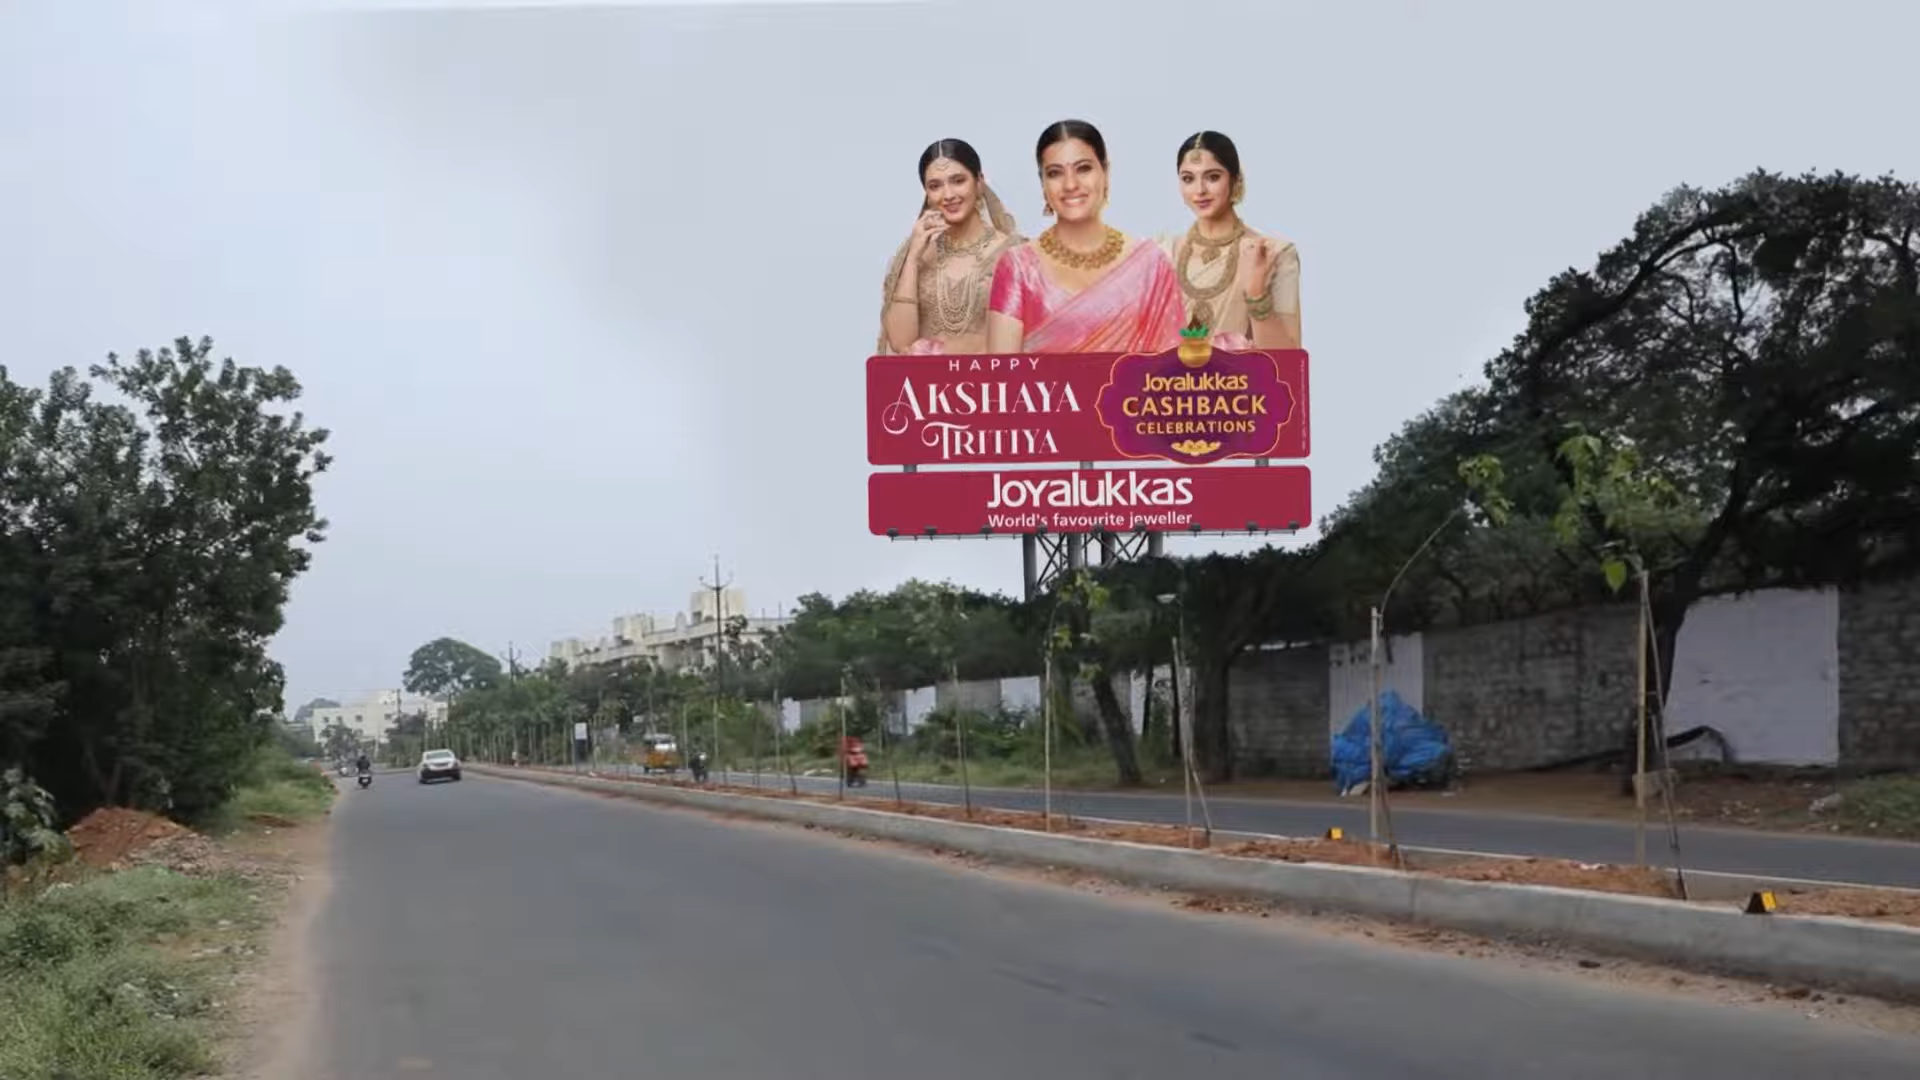 HAPPY
AKSHAYA
TRITIYA
Joyalukkas
CASHBACK
CELEBRATIONS
Joyalukkas
World's favourite jeweller